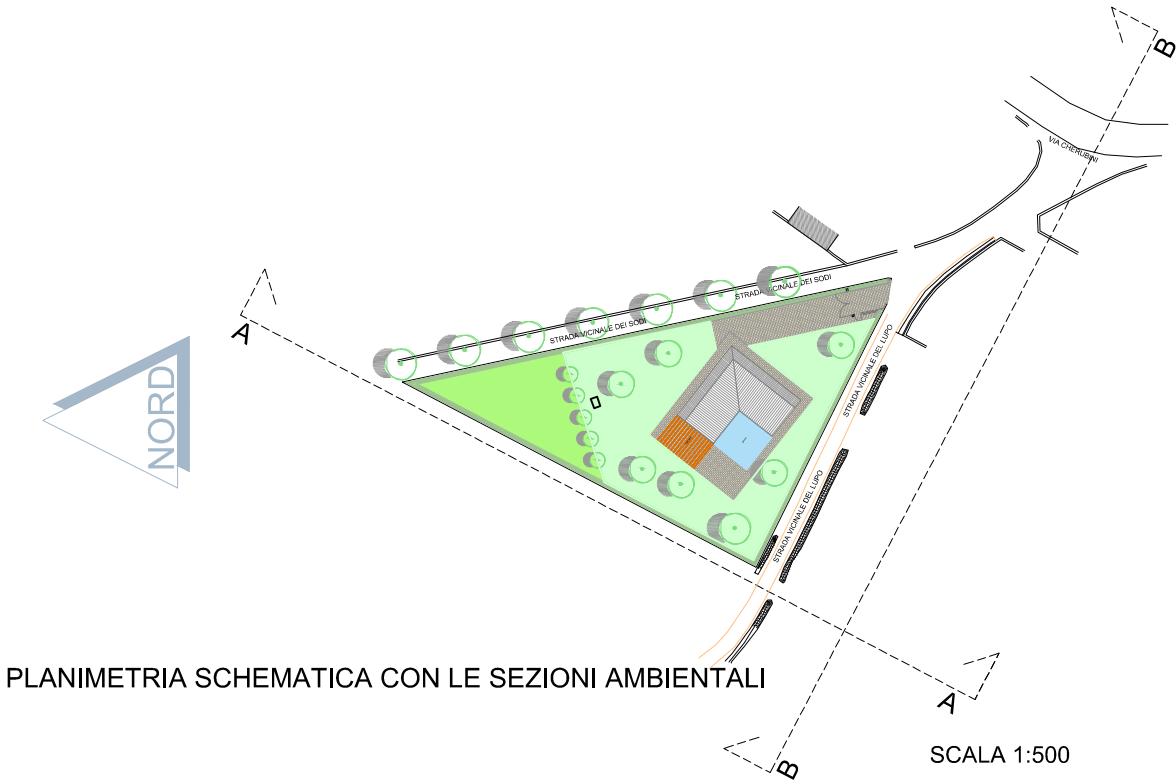 B
VIA CHERUBINI
STRADA VICINALE DEI SODI
A
STRADA VICINALE DEI SODI
STRADA VICINALE DEL LUPO
NORD
STRADA VICINALE DEL LUPO
PLANIMETRIA SCHEMATICA CON LE SEZIONI AMBIENTALI
A
SCALA 1:500
B